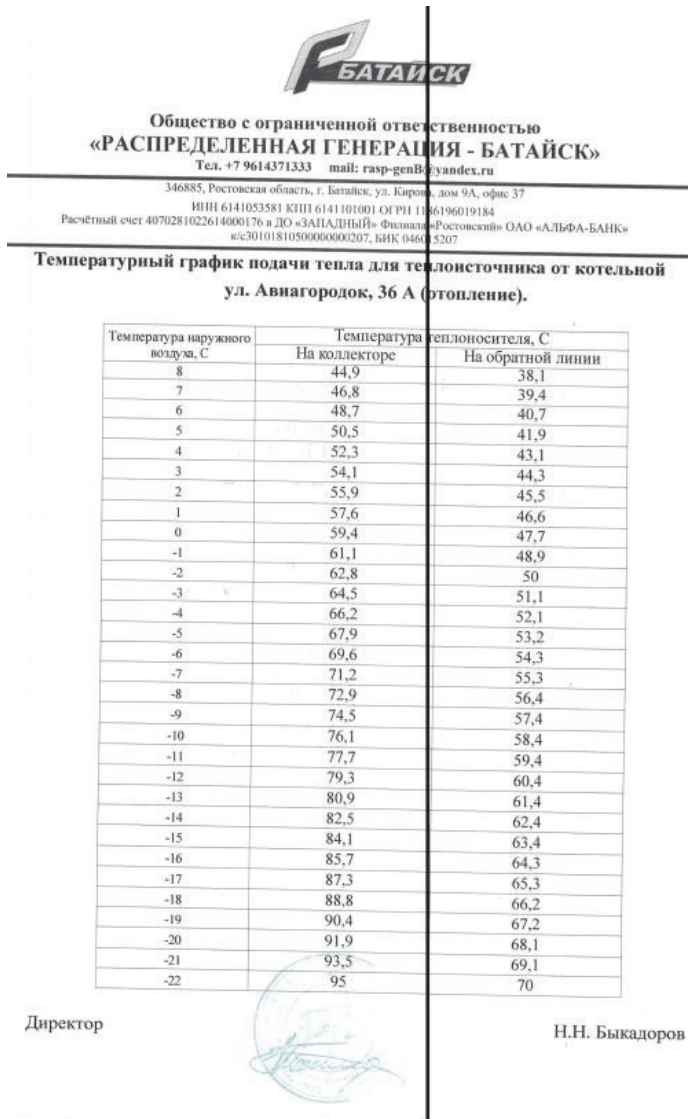 БАТАЙСК
Общество с ограниченной ответственностью
«РАСПРЕДЕЛЕННАЯ ГЕНЕРАЦИЯ - БАТАЙСК»
Тел. +7 9614371333 mail: rasp-genB@yandex.ru
346885, Ростовская область, г. Батайск, ул. Кирова, дом 9А, офис 37
ИНН 6141053581 КПП 6141101001 ОГРН 1186196019184
Расчётный счет 4070281022614000176 в ДО «ЗАПАДНЫЙ» Филиала «Ростовский» ОАО «АЛЬФА-БАНК»
к/с30101810500000000207, БИК 046015207
Температурный график подачи тепла для теплоисточника от котельной
ул. Авиагородок, 36 А (отопление).
Температура наружного воздуха, С Температура теплоносителя, С
На коллекторе На обратной линии
8 44,9 38,1
7 46,8 39,4
6 48,7 40,7
5 50,5 41,9
4 52,3 43,1
3 54,1 44,3
2 55,9 45,5
1 57,6 46,6
0 59,4 47,7
-1 61,1 48,9
-2 62,8 50
-3 64,5 51,1
-4 66,2 52,1
-5 67,9 53,2
-6 69,6 54,3
-7 71,2 55,3
-8 72,9 56,4
-9 74,5 57,4
-10 76,1 58,4
-11 77,7 59,4
-12 79,3 60,4
-13 80,9 61,4
-14 82,5 62,4
-15 84,1 63,4
-16 85,7 64,3
-17 87,3 65,3
-18 88,8 66,2
-19 90,4 67,2
-20 91,9 68,1
-21 93,5 69,1
-22 95 70
Директор Н.Н. Быкадоров